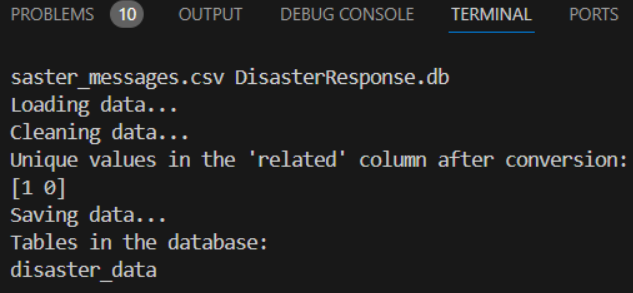 PROBLEMS 10 OUTPUT DEBUG CONSOLE TERMINAL PORTS
saster_messages.csv DisasterResponse.db
Loading data...
Cleaning data...
Unique values in the 'related' column after conversion:
[1 0]
Saving data...
Tables in the database:
disaster_data